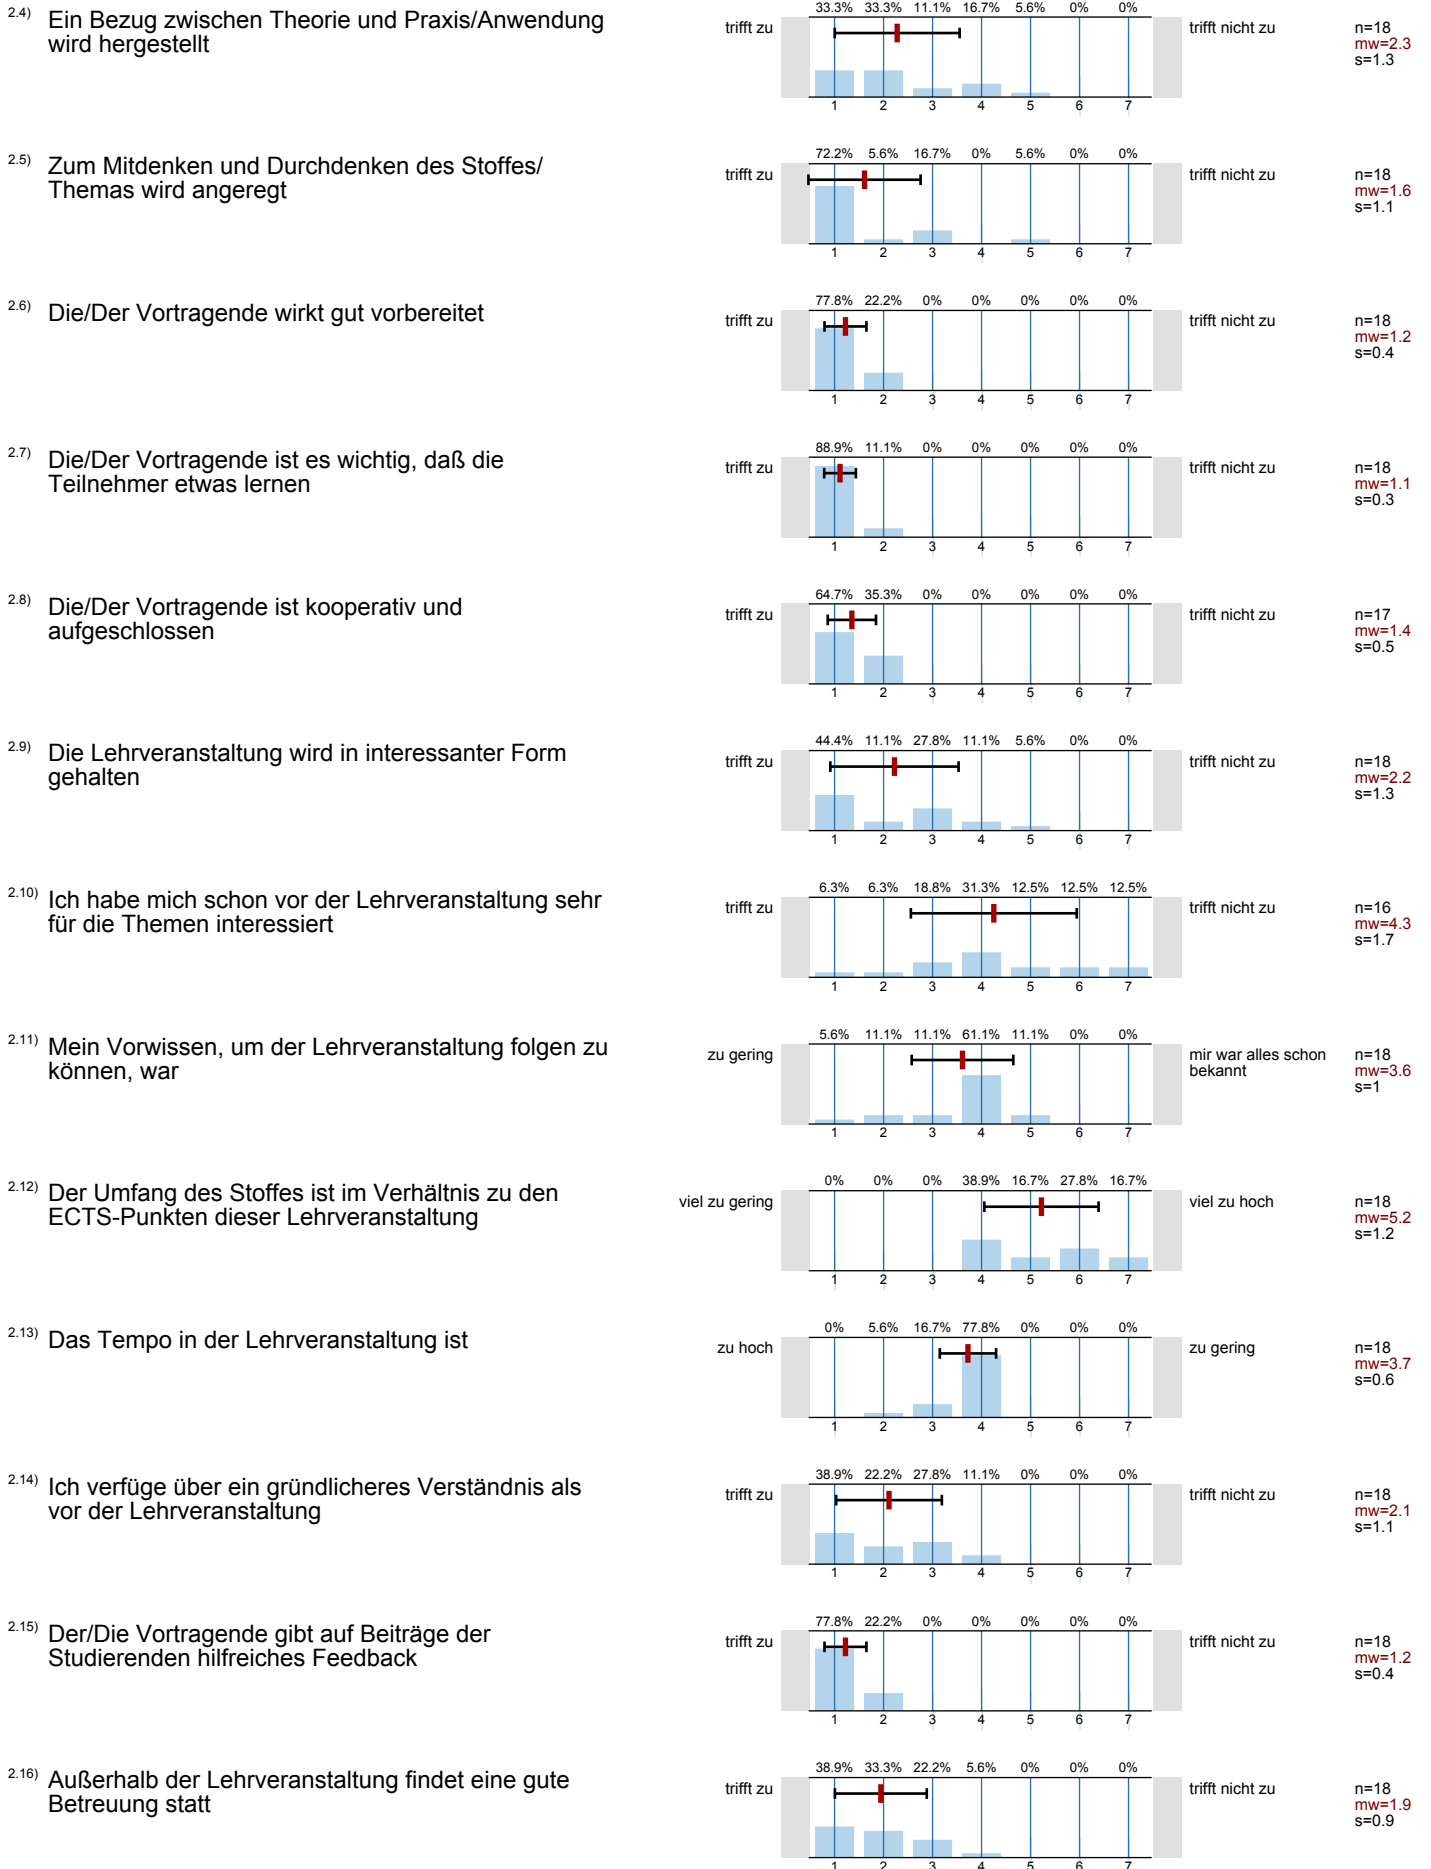 2.4) Ein Bezug zwischen Theorie und Praxis/Anwendung
wird hergestellt
33.3% 33.3% 11.1% 16.7% 5.6% 0% 0%
trifft zu
trifft nicht zu
n=18
mw=2.3
s=1.3
1 2 3 4 5 6 7
2.5) Zum Mitdenken und Durchdenken des Stoffes/
Themas wird angeregt
72.2% 5.6% 16.7% 0% 5.6% 0% 0%
trifft zu
trifft nicht zu
n=18
mw=1.6
s=1.1
1 2 3 4 5 6 7
2.6) Die/Der Vortragende wirkt gut vorbereitet
77.8% 22.2% 0% 0% 0% 0% 0%
trifft zu
trifft nicht zu
n=18
mw=1.2
s=0.4
1 2 3 4 5 6 7
2.7) Die/Der Vortragende ist es wichtig, daß die
Teilnehmer etwas lernen
88.9% 11.1% 0% 0% 0% 0% 0%
trifft zu
trifft nicht zu
n=18
mw=1.1
s=0.3
1 2 3 4 5 6 7
2.8) Die/Der Vortragende ist kooperativ und
aufgeschlossen
64.7% 35.3% 0% 0% 0% 0% 0%
trifft zu
trifft nicht zu
n=17
mw=1.4
s=0.5
1 2 3 4 5 6 7
2.9) Die Lehrveranstaltung wird in interessanter Form
gehalten
44.4% 11.1% 27.8% 11.1% 5.6% 0% 0%
trifft zu
trifft nicht zu
n=18
mw=2.2
s=1.3
1 2 3 4 5 6 7
2.10) Ich habe mich schon vor der Lehrveranstaltung sehr
für die Themen interessiert
6.3% 6.3% 18.8% 31.3% 12.5% 12.5% 12.5%
trifft zu
trifft nicht zu
n=16
mw=4.3
s=1.7
1 2 3 4 5 6 7
2.11) Mein Vorwissen, um der Lehrveranstaltung folgen zu
können, war
5.6% 11.1% 11.1% 61.1% 11.1% 0% 0%
zu gering
mir war alles schon
bekannt
n=18
mw=3.6
s=1
1 2 3 4 5 6 7
2.12) Der Umfang des Stoffes ist im Verhältnis zu den
ECTS-Punkten dieser Lehrveranstaltung
0% 0% 0% 38.9% 16.7% 27.8% 16.7%
viel zu gering
viel zu hoch
n=18
mw=5.2
s=1.2
1 2 3 4 5 6 7
2.13) Das Tempo in der Lehrveranstaltung ist
0% 5.6% 16.7% 77.8% 0% 0% 0%
zu hoch
zu gering
n=18
mw=3.7
s=0.6
1 2 3 4 5 6 7
2.14) Ich verfüge über ein gründlicheres Verständnis als
vor der Lehrveranstaltung
38.9% 22.2% 27.8% 11.1% 0% 0% 0%
trifft zu
trifft nicht zu
n=18
mw=2.1
s=1.1
1 2 3 4 5 6 7
2.15) Der/Die Vortragende gibt auf Beiträge der
Studierenden hilfreiches Feedback
77.8% 22.2% 0% 0% 0% 0% 0%
trifft zu
trifft nicht zu
n=18
mw=1.2
s=0.4
1 2 3 4 5 6 7
2.16) Außerhalb der Lehrveranstaltung findet eine gute
Betreuung statt
38.9% 33.3% 22.2% 5.6% 0% 0% 0%
trifft zu
trifft nicht zu
n=18
mw=1.9
s=0.9
1 2 3 4 5 6 7